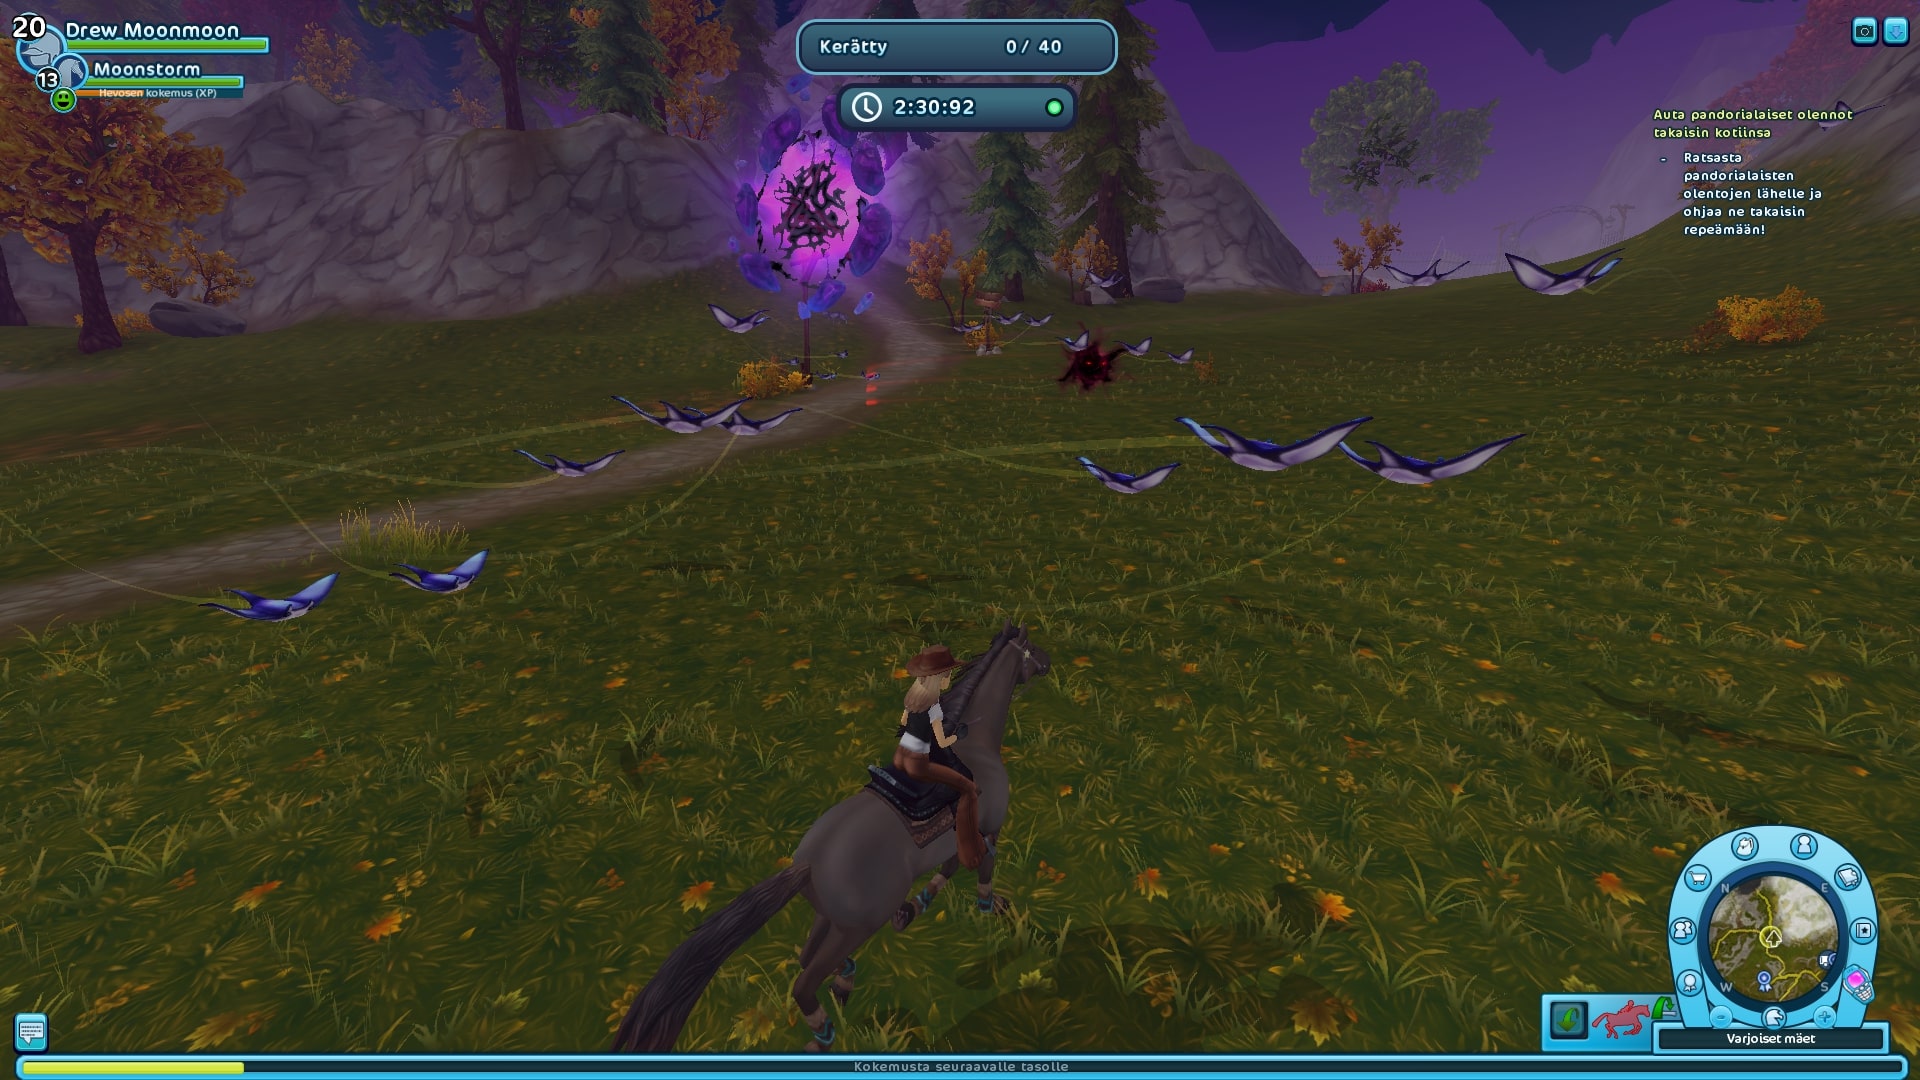 20
Drew Moonmoon
Moonstorm
13
Hevosen kokemus (XP)
Kerätty 0 / 40
2:30:92
Auta pandorialaiset olennot
takaisin kotiinsa
- Ratsasta
pandorialaisten
olentojen lähelle ja
ohjaa ne takaisin
repeämään!
N E
W S
Varjoiset mäet
Kokemusta seuraavalle tasolle